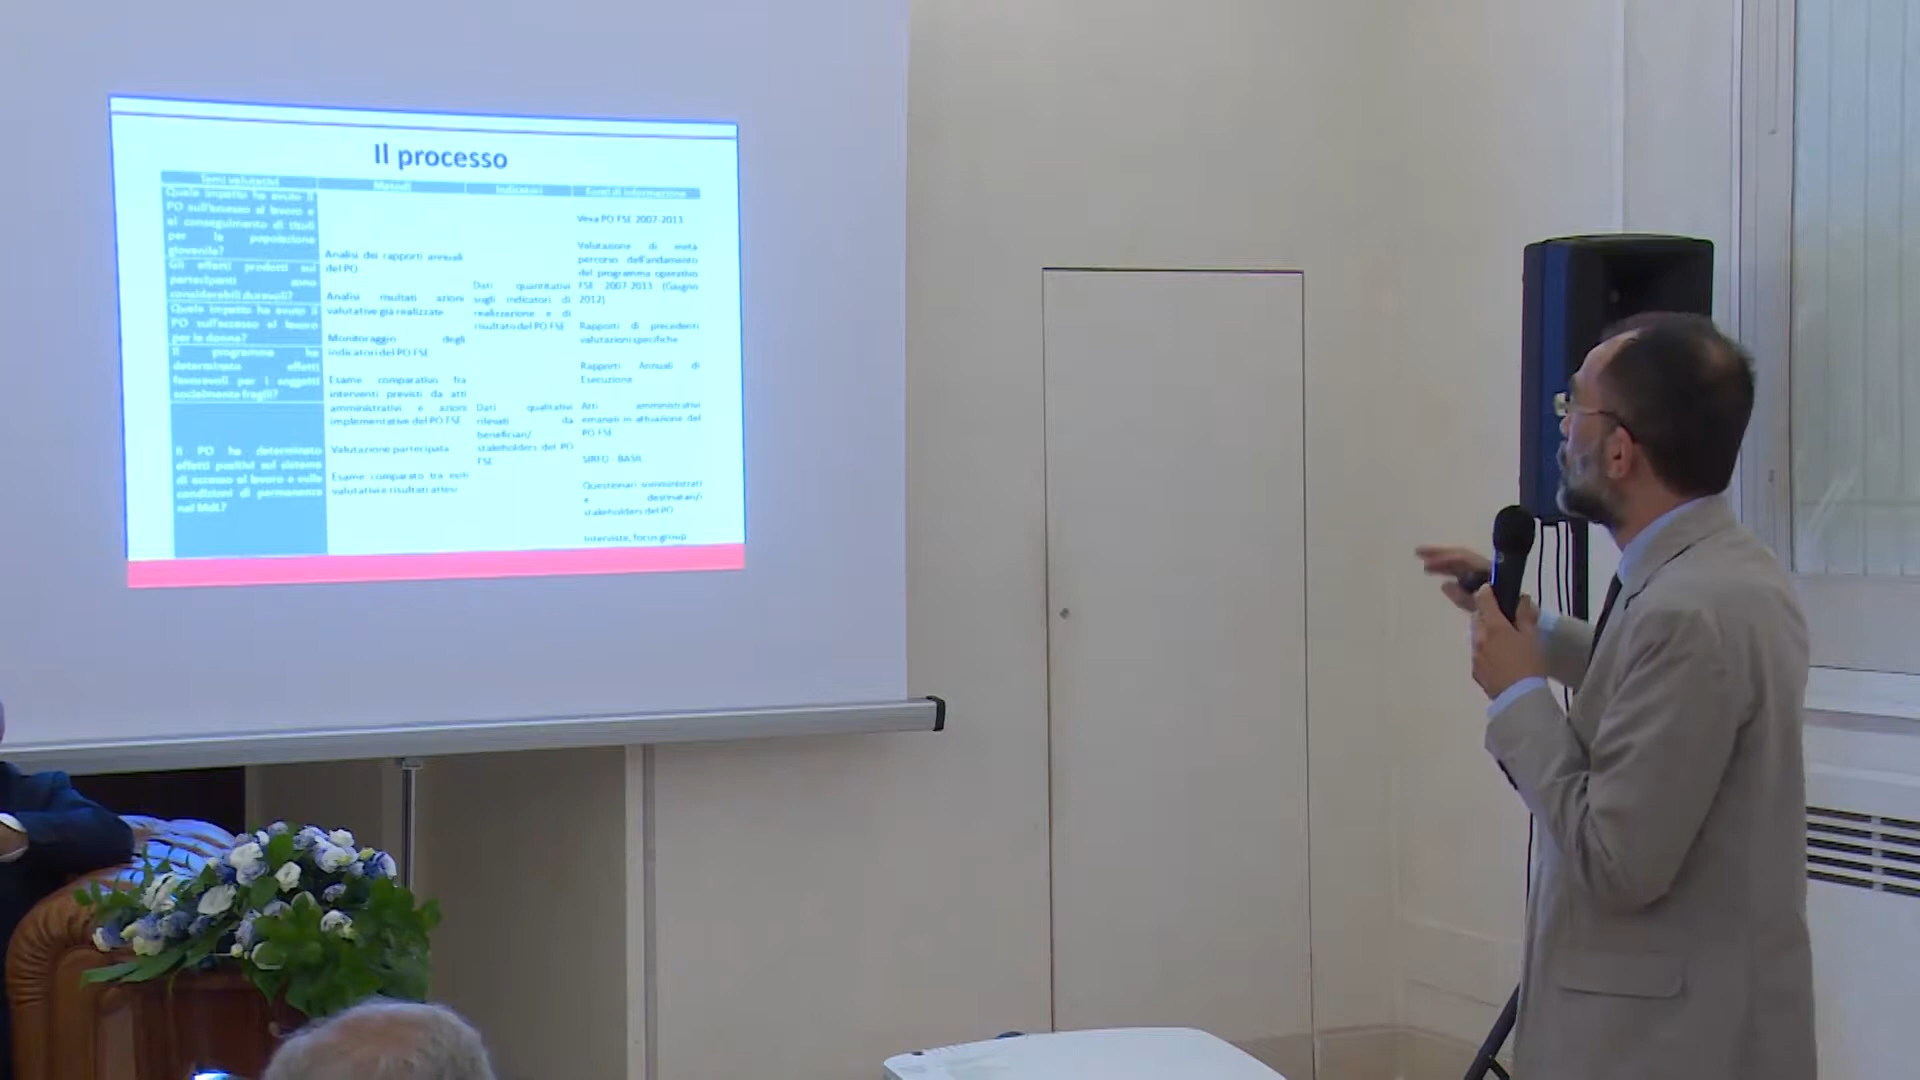 Il processo
Temi valutativi
Metodi
Indicatori
Fonti di informazione
Quale impatto ha avuto il
PO sull'accesso al lavoro e
al conseguimento di titoli
per la popolazione
giovanile?
Gli effetti prodotti sui
partecipanti sono
considerabili durevoli?
Quale impatto ha avuto il
PO sull'accesso al lavoro
per le donne?
Il programma ha
determinato effetti
favorevoli per i soggetti
socialmente fragili?
Il PO ha determinato
effetti positivi sul sistema
di accesso al lavoro e sulle
condizioni di permanenza
nel MdL?
Analisi dei rapporti annuali
del PO
Analisi risultati azioni
valutative già realizzate
Monitoraggio degli
indicatori del PO FSE
Esame comparativo fra
interventi previsti da atti
amministrativi e azioni
implementative del PO FSE
Valutazione partecipata
Esame comparato tra esiti
valutativi e risultati attesi
Dati quantitativi
sugli indicatori di
realizzazione e di
risultato del PO FSE
Dati qualitativi
rilevati da
beneficiari/
stakeholders del PO
FSE
PO FSE 2007-2013
Valutazione di metà
percorso dell'andamento
del programma operativo
FSE 2007-2013 (Giugno
2012)
Rapporti di precedenti
valutazioni specifiche
Rapporti Annuali di
Esecuzione
Atti amministrativi
emanati in attuazione del
PO FSE
SIRFO - BASIL
Questionari somministrati
a destinatari/
stakeholders del PO
Interviste, focus group